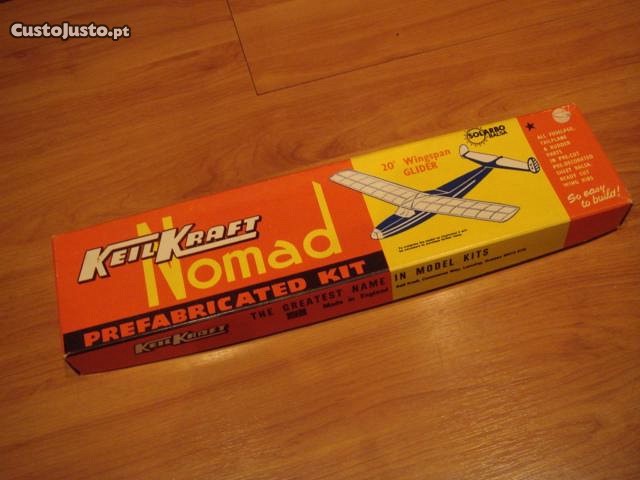 CustoJusto.pt
KEILKRAFT
Nomad
PREFABRICATED KIT
20" Wingspan
GLIDER
SOLARBO
BALSA
ALL FUSELAGE,
TAILPLANE
& RUDDER
PARTS
IN PRE-CUT
PRE-DECORATED
SHEET BALSA.
READY CUT
WING RIBS
So easy
to build!
KEILKRAFT
THE GREATEST NAME
IN MODEL KITS
Made in England